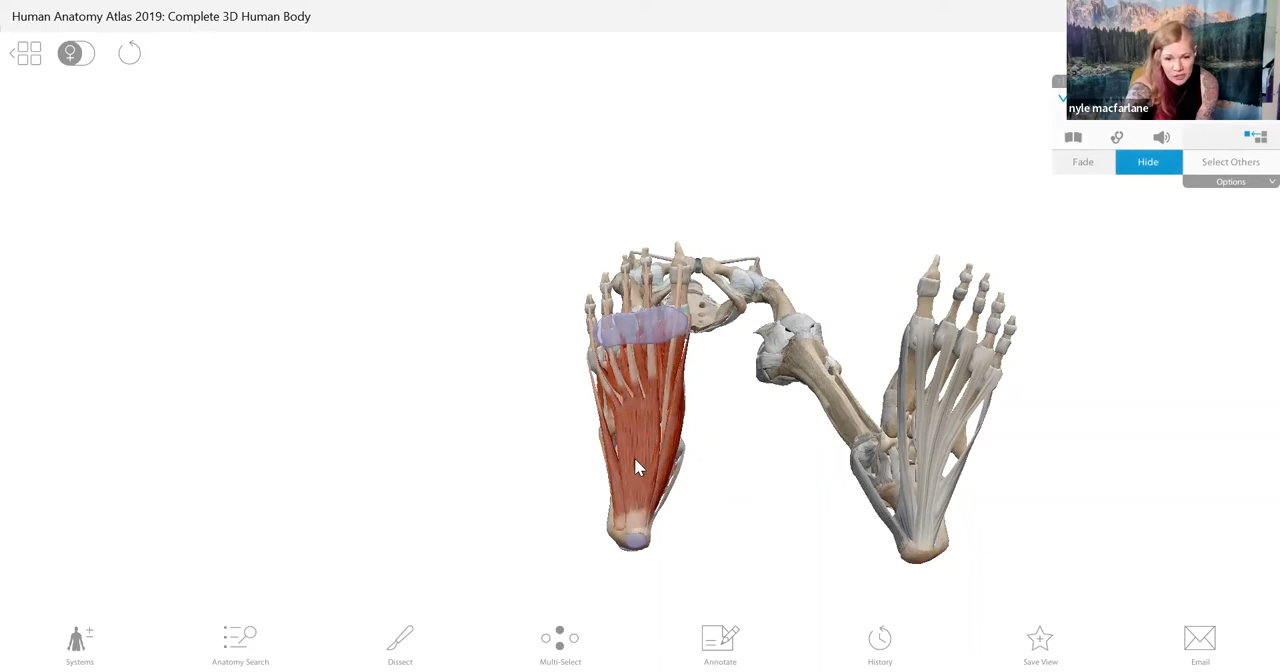 Human Anatomy Atlas 2019: Complete 3D Human Body
nyle macfarlane
Fade
Hide
Select Others
Options
Systems
Anatomy Search
Dissect
Multi-Select
Annotate
History
Save View
Email